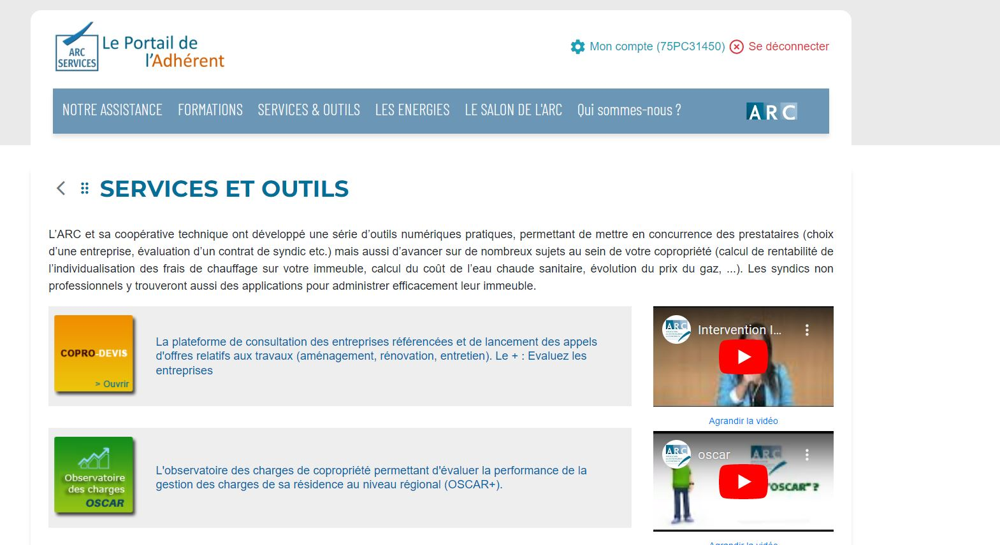 ARC
SERVICES
Le Portail de
l'Adhérent
Mon compte (75PC31450)
Se déconnecter
NOTRE ASSISTANCE
FORMATIONS
SERVICES & OUTILS
LES ENERGIES
LE SALON DE L'ARC
Qui sommes-nous ?
ARC
SERVICES ET OUTILS
L’ARC et sa coopérative technique ont développé une série d’outils numériques pratiques, permettant de mettre en concurrence des prestataires (choix
d’une entreprise, évaluation d’un contrat de syndic etc.) mais aussi d’avancer sur de nombreux sujets au sein de votre copropriété (calcul de rentabilité de
l’individualisation des frais de chauffage sur votre immeuble, calcul du coût de l’eau chaude sanitaire, évolution du prix du gaz, ...). Les syndics non
professionnels y trouveront aussi des applications pour administrer efficacement leur immeuble.
COPRO-DEVIS
> Ouvrir
La plateforme de consultation des entreprises référencées et de lancement des appels
d'offres relatifs aux travaux (aménagement, rénovation, entretien). Le + : Evaluez les
entreprises
ARC
Intervention l...
Agrandir la vidéo
Observatoire
des charges
OSCAR
L'observatoire des charges de copropriété permettant d'évaluer la performance de la
gestion des charges de sa résidence au niveau régional (OSCAR+).
ARC
oscar
ARC
"OSCAR" ?
Agrandir la vidéo